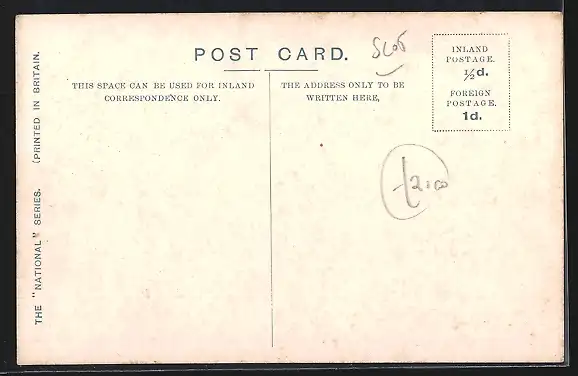 POST CARD.
THIS SPACE CAN BE USED FOR INLAND
CORRESPONDENCE ONLY.
THE ADDRESS ONLY TO BE
WRITTEN HERE,
INLAND
POSTAGE.
½d.
FOREIGN
POSTAGE.
1d.
THE "NATIONAL" SERIES. (PRINTED IN BRITAIN.